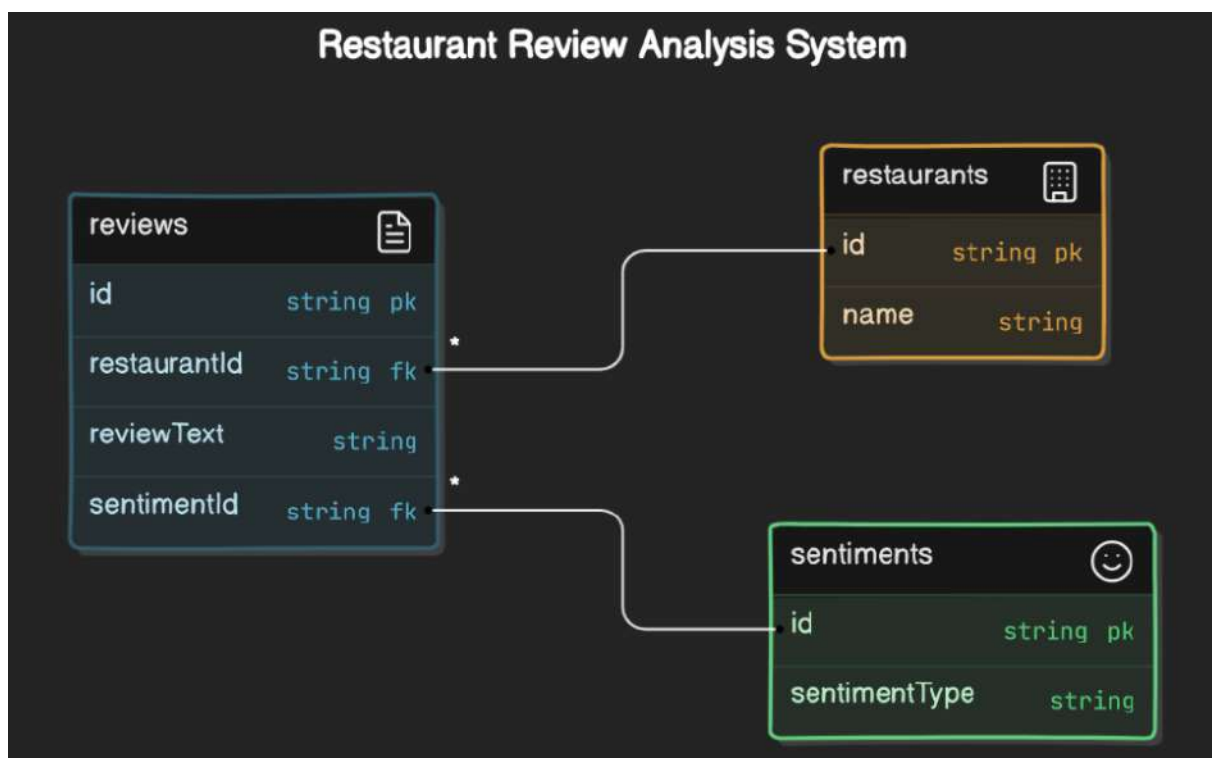 Restaurant Review Analysis System
reviews
id string pk
restaurantId string fk *
reviewText string
sentimentId string fk *
restaurants
id string pk
name string
sentiments
id string pk
sentimentType string